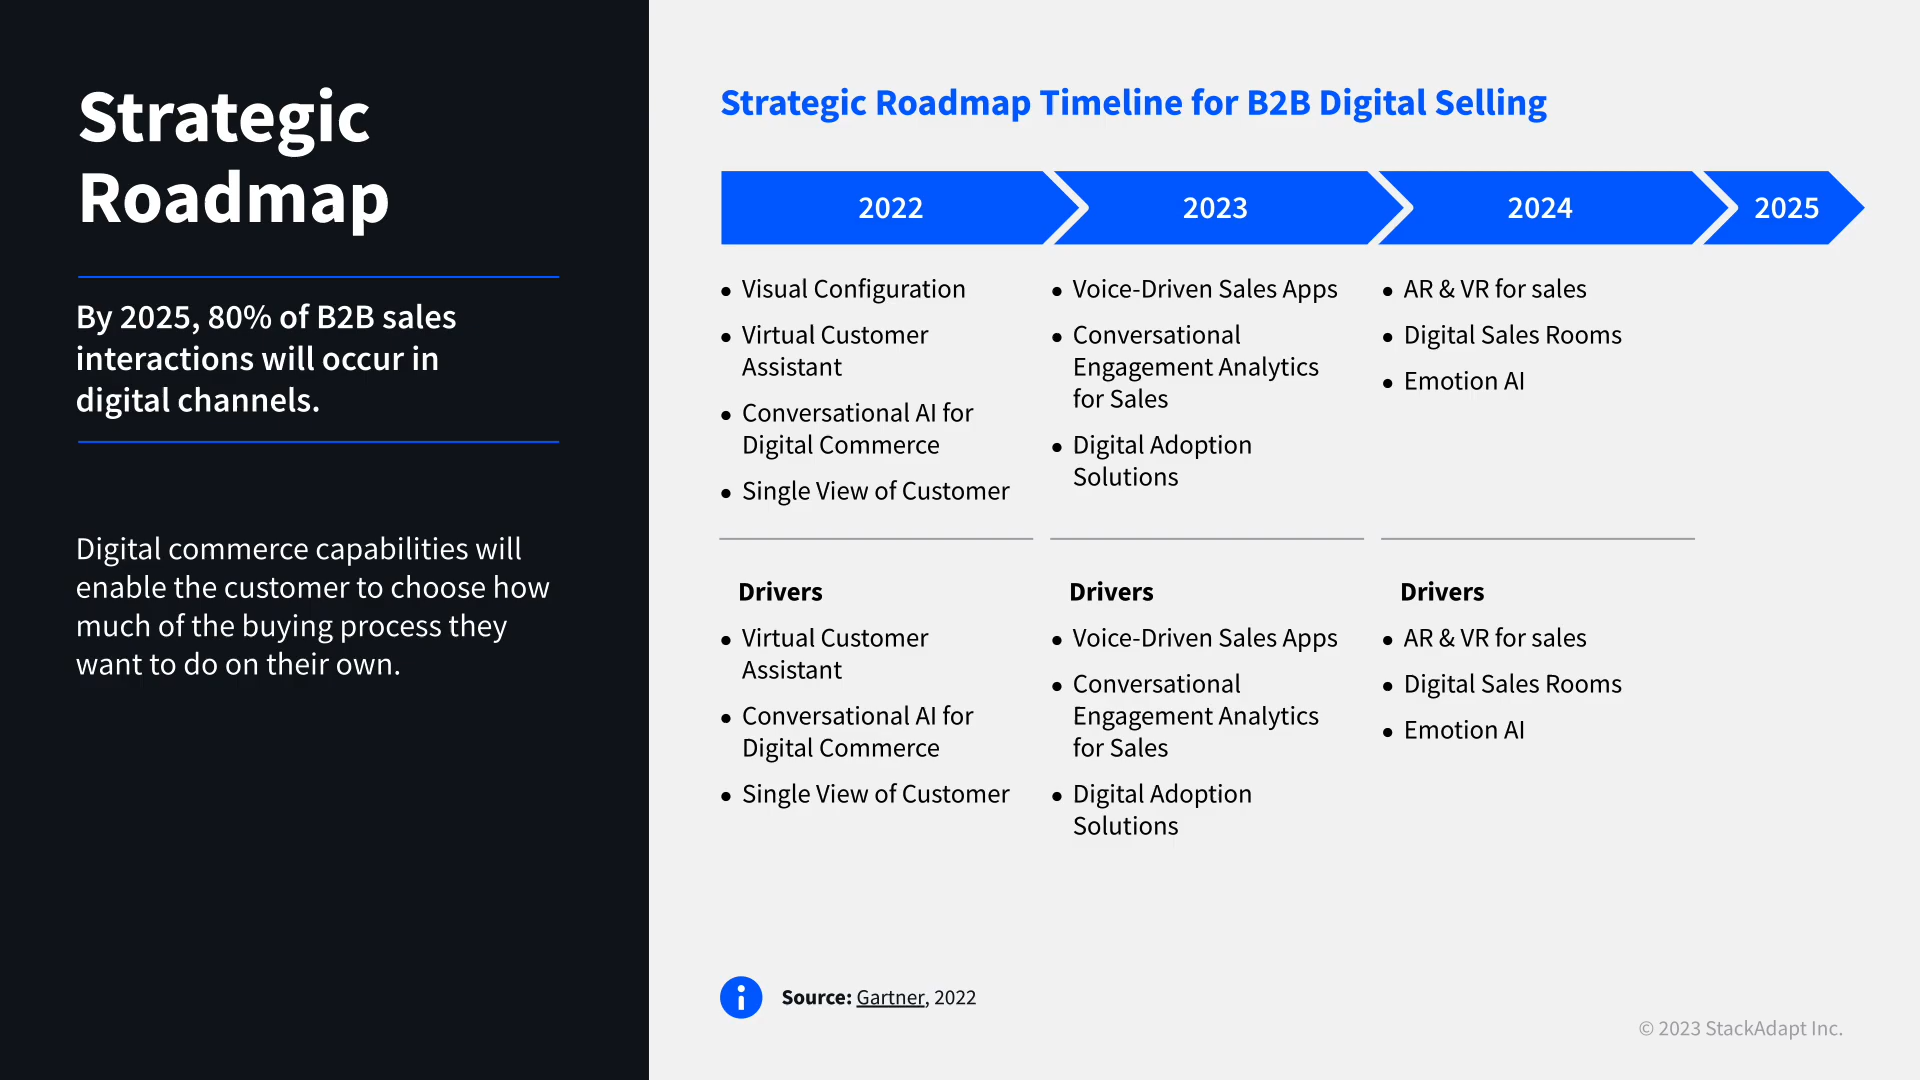 Strategic
Roadmap
By 2025, 80% of B2B sales
interactions will occur in
digital channels.
Digital commerce capabilities will
enable the customer to choose how
much of the buying process they
want to do on their own.
Strategic Roadmap Timeline for B2B Digital Selling
2022
2023
2024
2025
• Visual Configuration
• Virtual Customer
Assistant
• Conversational AI for
Digital Commerce
• Single View of Customer
• Voice-Driven Sales Apps
• Conversational
Engagement Analytics
for Sales
• Digital Adoption
Solutions
• AR & VR for sales
• Digital Sales Rooms
• Emotion AI
Drivers
• Virtual Customer
Assistant
• Conversational AI for
Digital Commerce
• Single View of Customer
Drivers
• Voice-Driven Sales Apps
• Conversational
Engagement Analytics
for Sales
• Digital Adoption
Solutions
Drivers
• AR & VR for sales
• Digital Sales Rooms
• Emotion AI
Source: Gartner, 2022
© 2023 StackAdapt Inc.